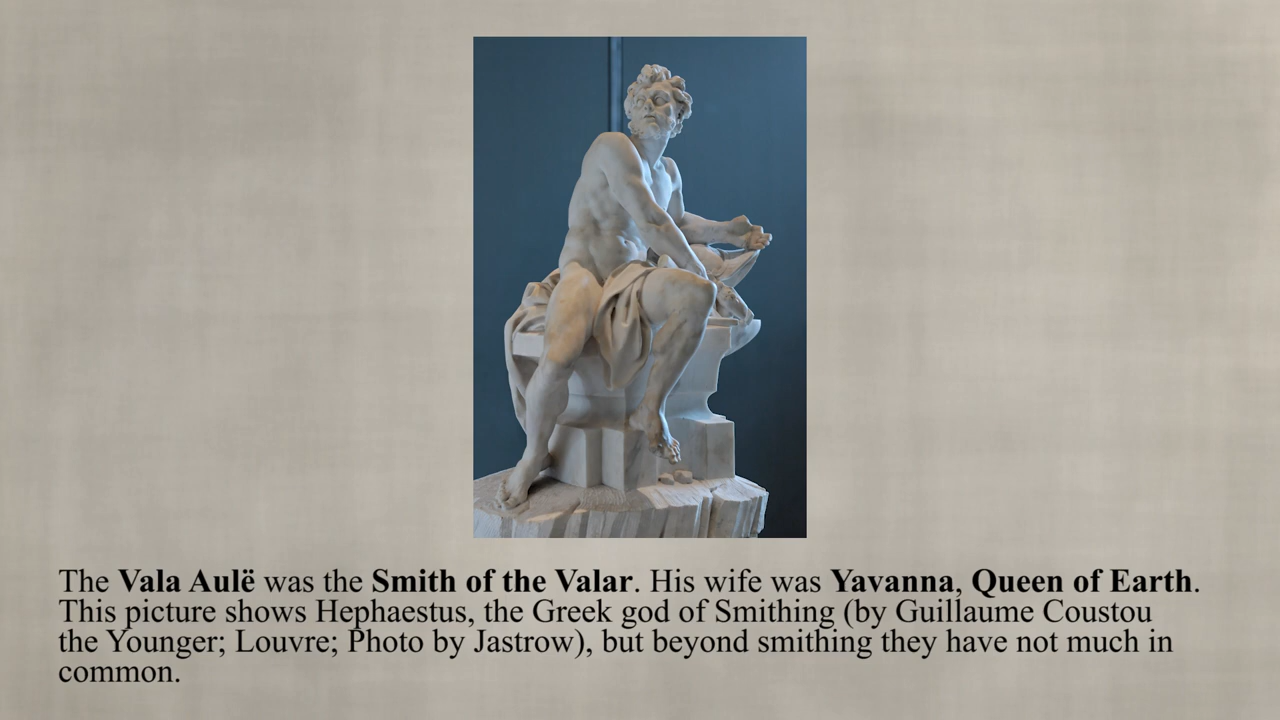 The Vala Aulë was the Smith of the Valar. His wife was Yavanna, Queen of Earth.
This picture shows Hephaestus, the Greek god of Smithing (by Guillaume Coustou
the Younger; Louvre; Photo by Jastrow), but beyond smithing they have not much in
common.